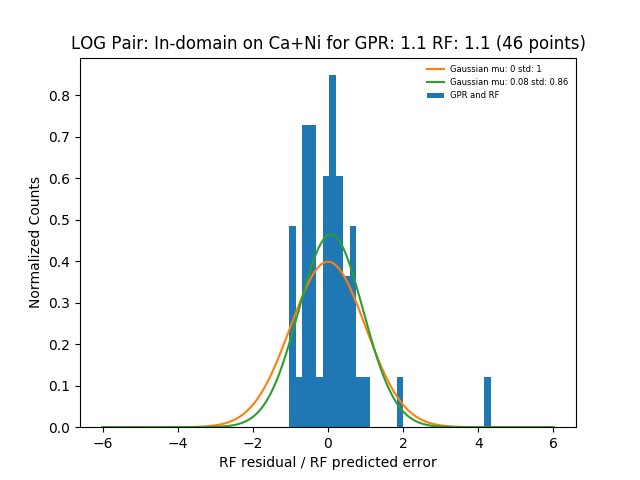 LOG Pair: In-domain on Ca+Ni for GPR: 1.1 RF: 1.1 (46 points)
Gaussian mu: 0 std: 1
Gaussian mu: 0.08 std: 0.86
GPR and RF
Normalized Counts
0.8
0.7
0.6
0.5
0.4
0.3
0.2
0.1
0.0
−6 −4 −2 0 2 4 6
RF residual / RF predicted error